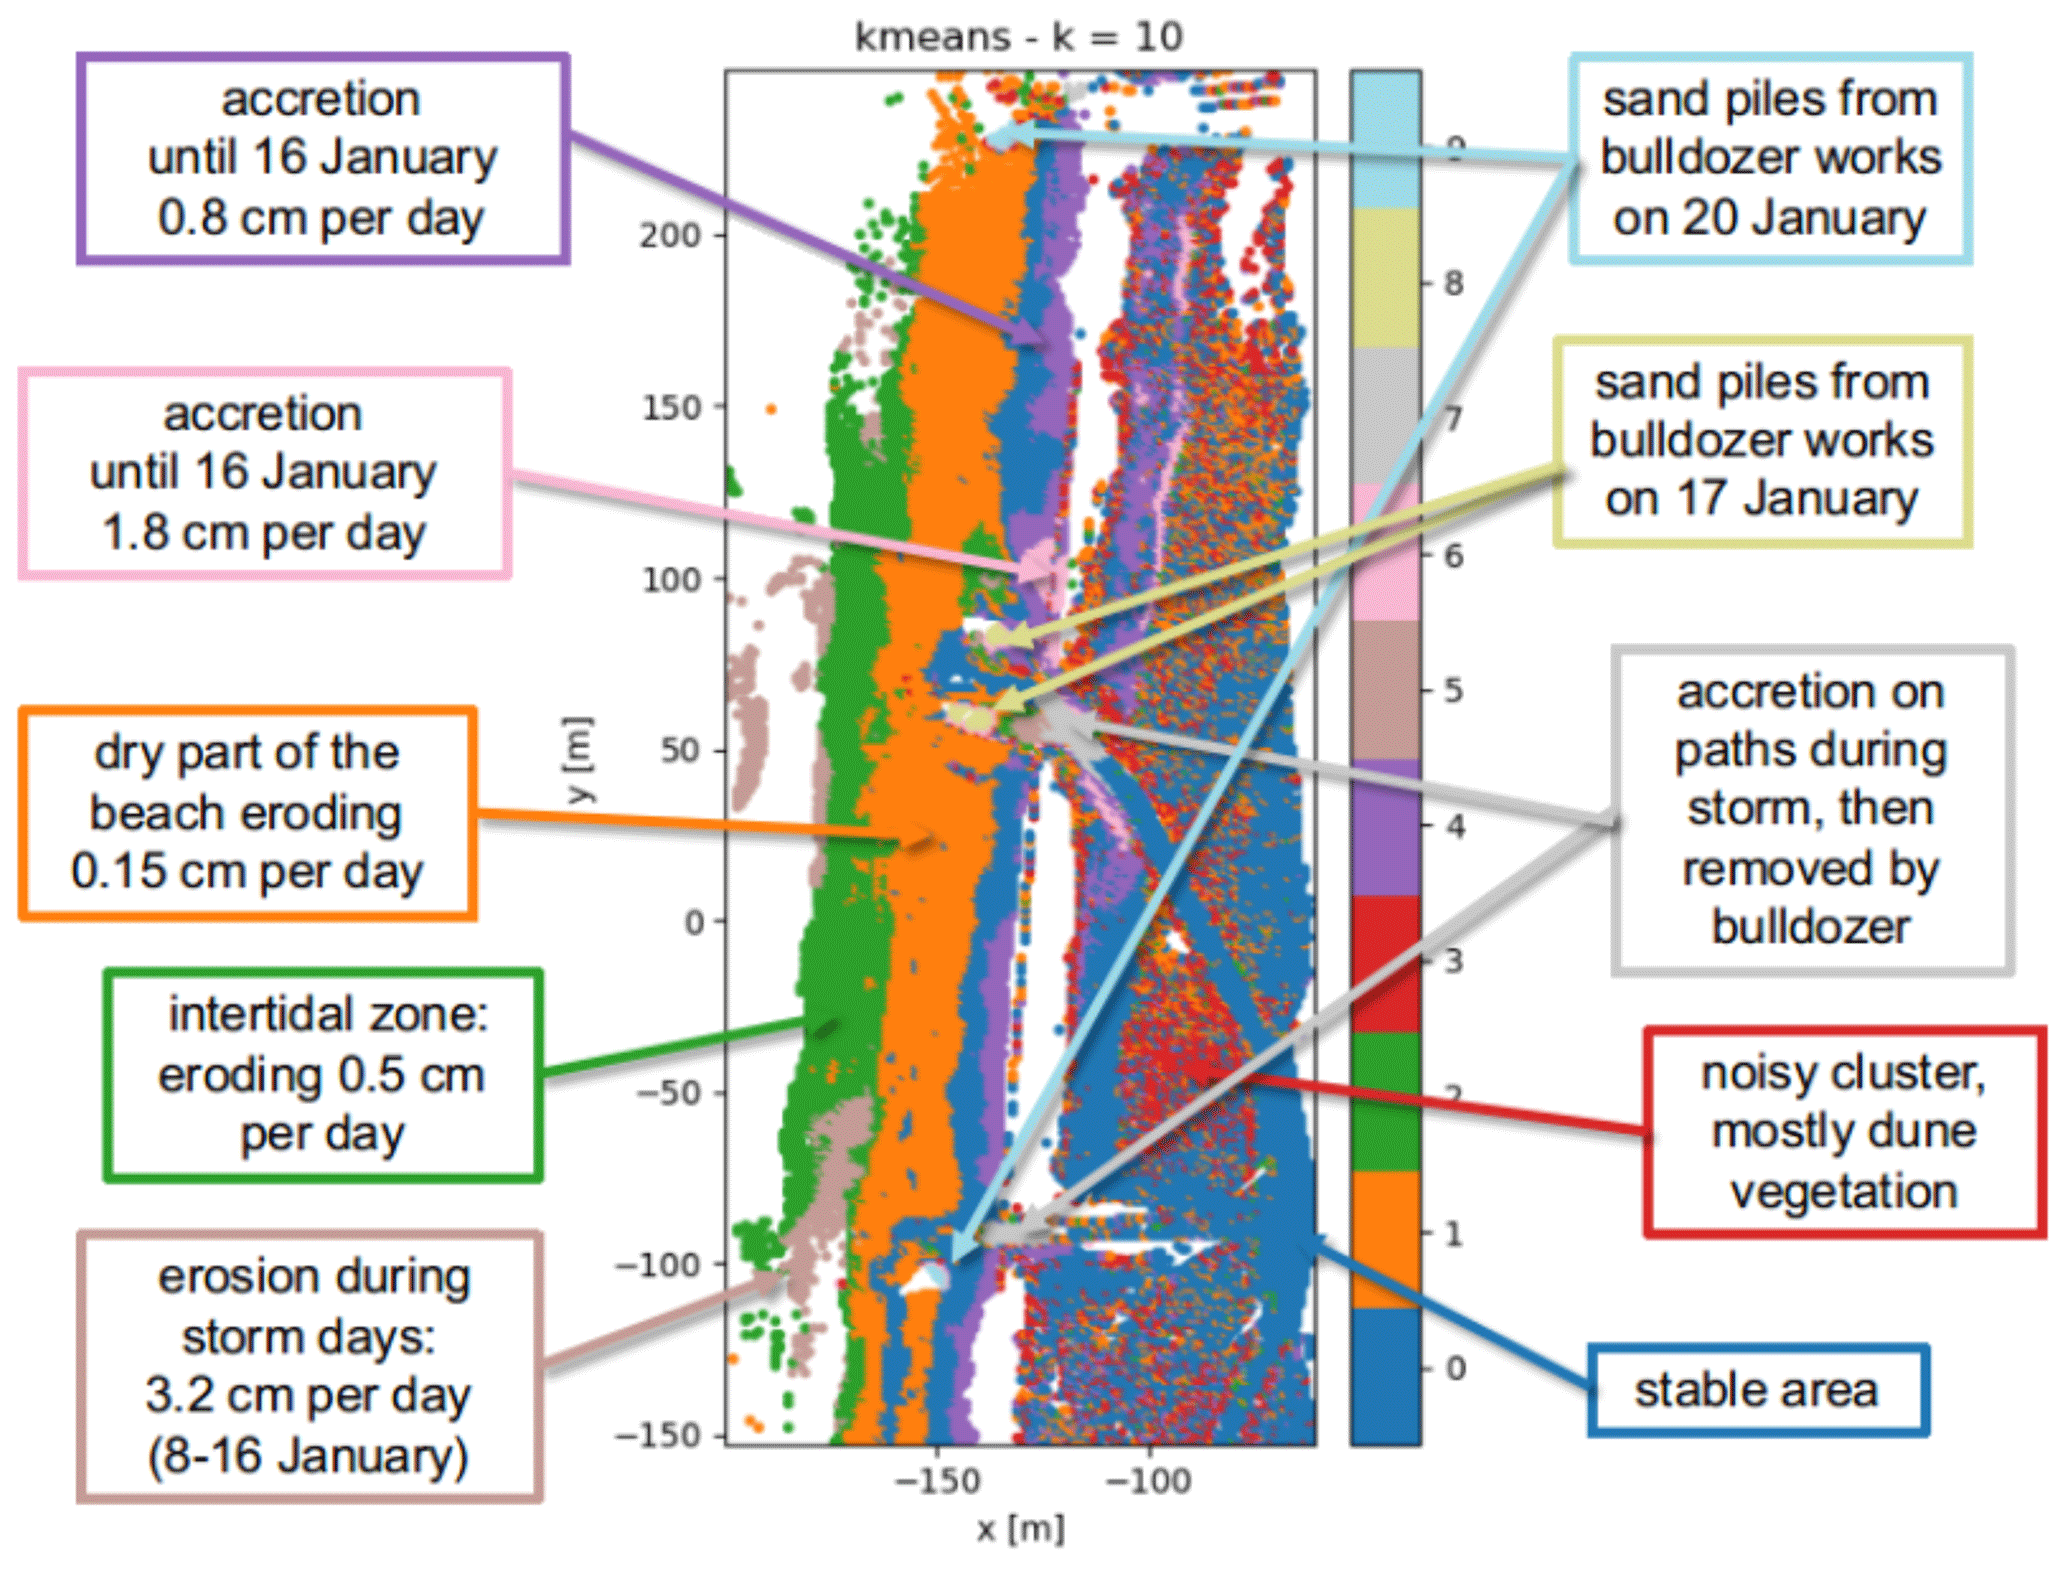 kmeans - k = 10
accretion
until 16 January
0.8 cm per day
accretion
until 16 January
1.8 cm per day
dry part of the
beach eroding
0.15 cm per day
intertidal zone:
eroding 0.5 cm
per day
erosion during
storm days:
3.2 cm per day
(8-16 January)
y [m]
200
150
100
50
0
−50
−100
−150
−150
−100
x [m]
9
8
7
6
5
4
3
2
1
0
sand piles from
bulldozer works
on 20 January
sand piles from
bulldozer works
on 17 January
accretion on
paths during
storm, then
removed by
bulldozer
noisy cluster,
mostly dune
vegetation
stable area